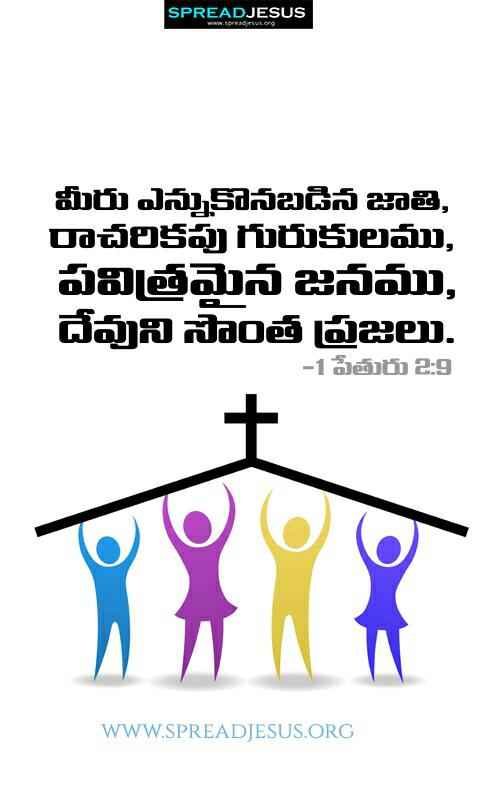 SPREADJESUS
www.spreadjesus.org
మీరు ఎన్నుకొనబడిన జాతి,
రాచరికపు గురుకులము,
పవిత్రమైన జనము,
దేవుని సొంత ప్రజలు.
-1 పేతురు 2:9
WWW.SPREADJESUS.ORG